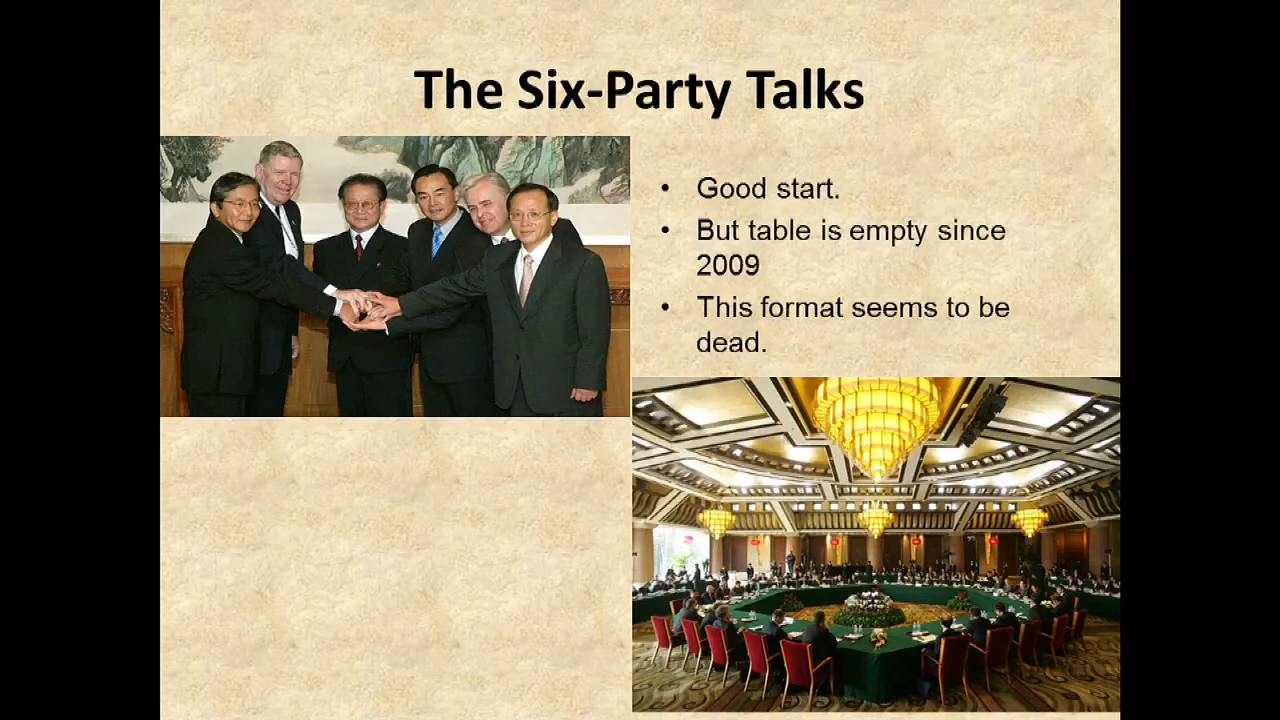 The Six-Party Talks
• Good start.
• But table is empty since
2009
• This format seems to be
dead.